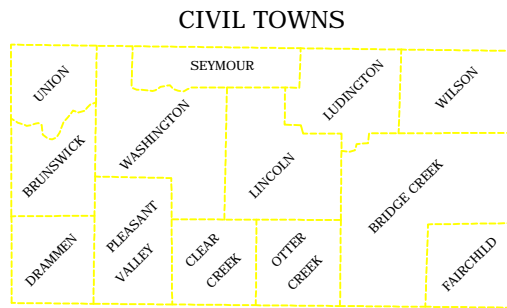 CIVIL TOWNS
SEYMOUR
UNION
LUDINGTON
WILSON
WASHINGTON
BRUNSWICK
LINCOLN
BRIDGE CREEK
PLEASANT
VALLEY
DRAMMEN
CLEAR
CREEK
OTTER
CREEK
FAIRCHILD